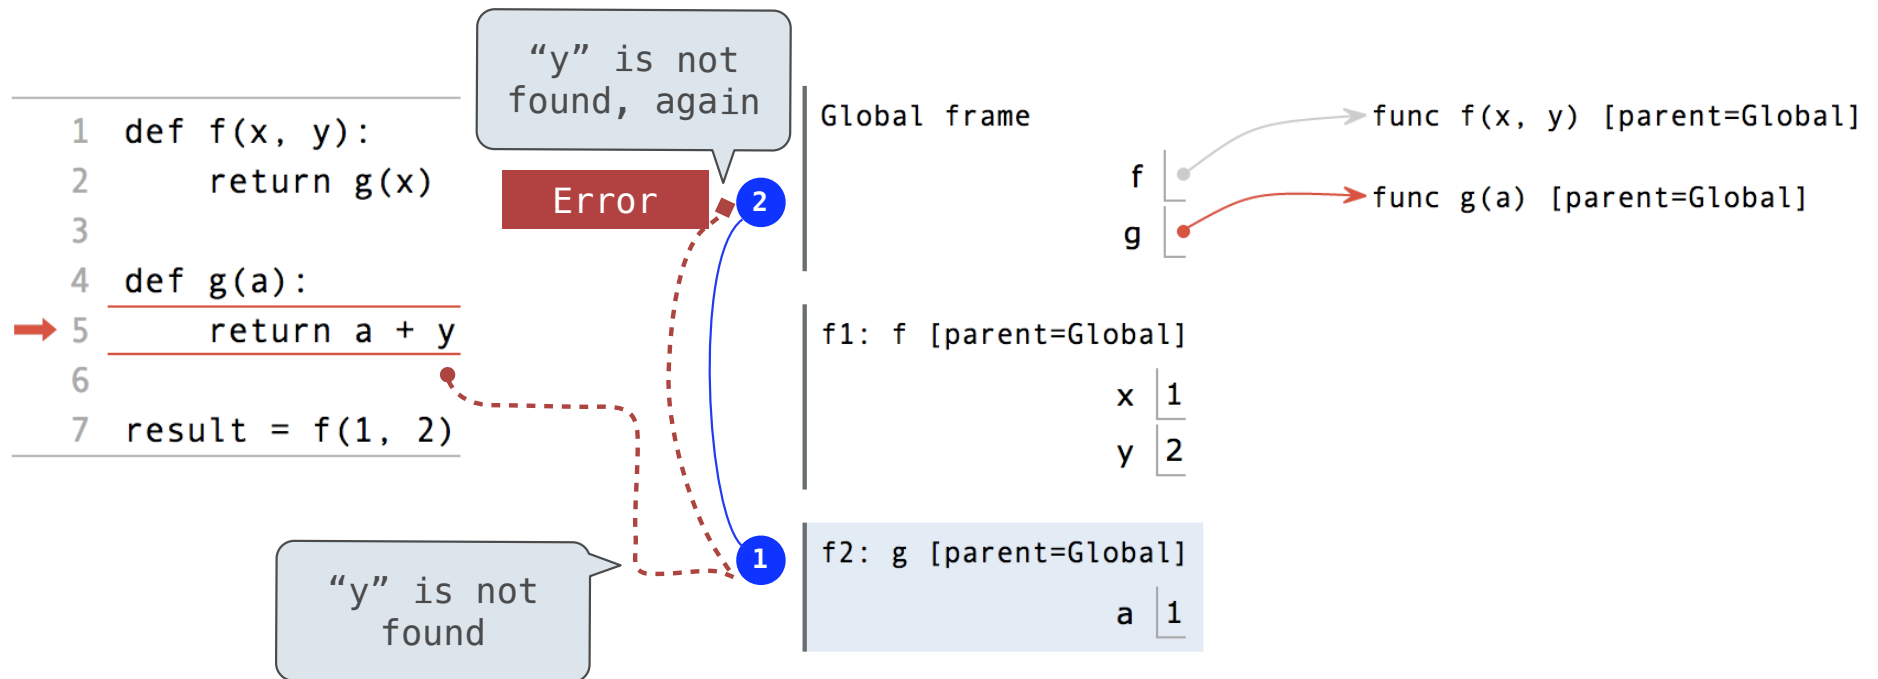 “y” is not
found, again
1 def f(x, y):
2     return g(x)
3
4 def g(a):
5     return a + y
6
7 result = f(1, 2)
Error
2
1
“y” is not
found
Global frame
f
g
func f(x, y) [parent=Global]
func g(a) [parent=Global]
f1: f [parent=Global]
x 1
y 2
f2: g [parent=Global]
a 1